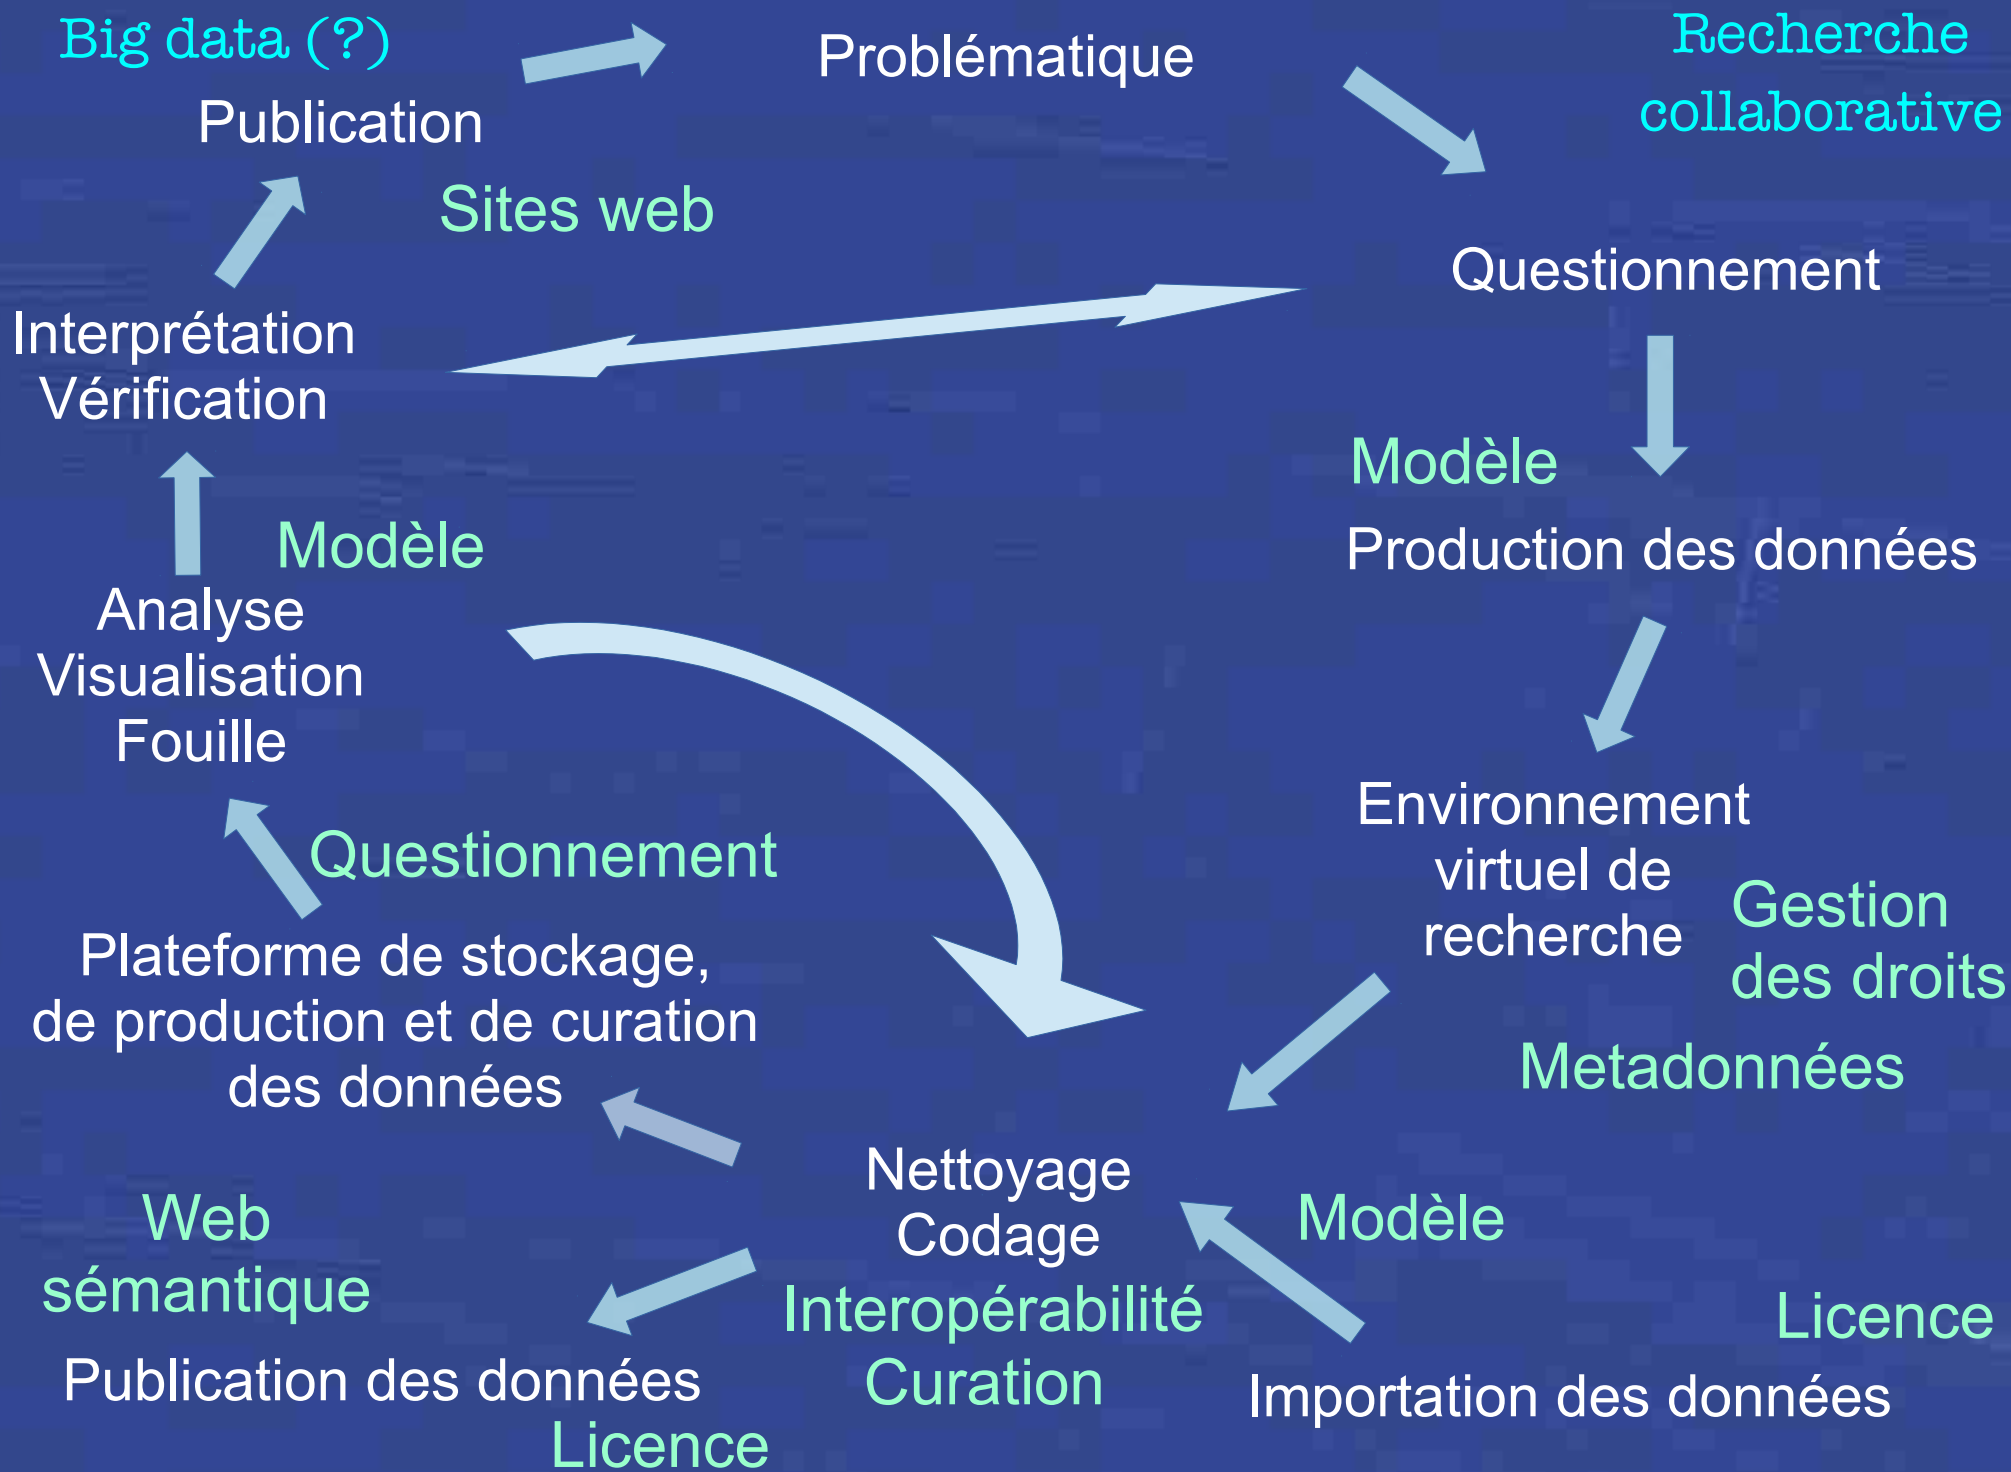 Big data (?)
Problématique
Recherche
collaborative
Publication
Sites web
Questionnement
Interprétation
Vérification
Modèle
Modèle
Production des données
Analyse
Visualisation
Fouille
Environnement
virtuel de
recherche
Questionnement
Gestion
des droits
Plateforme de stockage,
de production et de curation
des données
Metadonnées
Nettoyage
Codage
Modèle
Web
sémantique
Interopérabilité
Curation
Licence
Publication des données
Importation des données
Licence